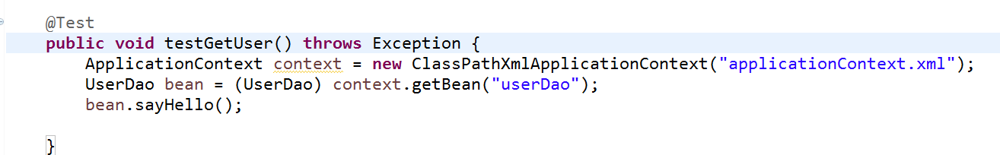 @Test
public void testGetUser() throws Exception {
ApplicationContext context = new ClassPathXmlApplicationContext("applicationContext.xml");
UserDao bean = (UserDao) context.getBean("userDao");
bean.sayHello();
}